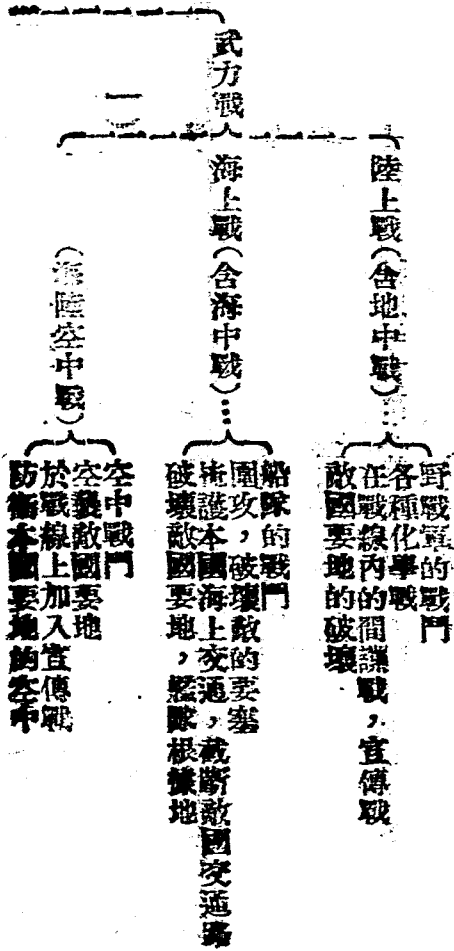 武力戰
陸上戰(含地中戰)…
野戰軍的戰鬥
各種化學戰
在戰線內的間諜戰,宣傳戰
敵國要地的破壞
海上戰(含海中戰)…
船隊的戰鬥
圍攻,破壞敵的要塞
掩護本國海上交通,截斷敵國交通路
破壞敵國要地,艦隊根據地
(海陸空中戰)
空中戰鬥
空襲敵國要地
於戰線上加入宣傳戰
防衛本國要地的空中